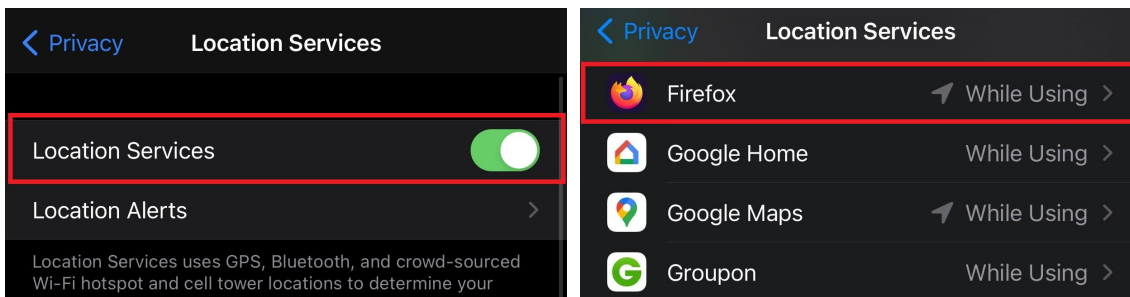 Privacy Location Services
Location Services
Location Alerts
Location Services uses GPS, Bluetooth, and crowd-sourced
Wi-Fi hotspot and cell tower locations to determine your
Privacy Location Services
Firefox While Using
Google Home While Using
Google Maps While Using
Groupon While Using